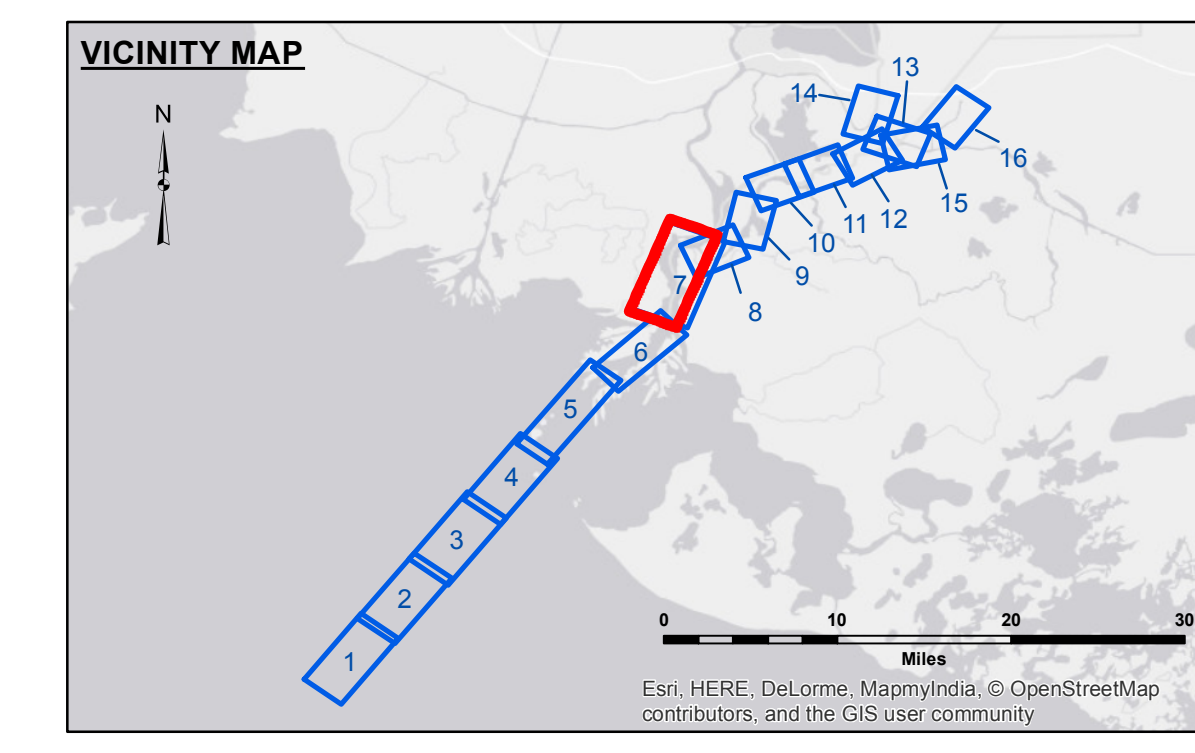 VICINITY MAP
N
13
14
16
15
12
11
10
9
8
7
6
5
4
3
2
1
0 10 20 30
Miles
Esri, HERE, DeLorme, MapmyIndia, © OpenStreetMap
contributors, and the GIS user community